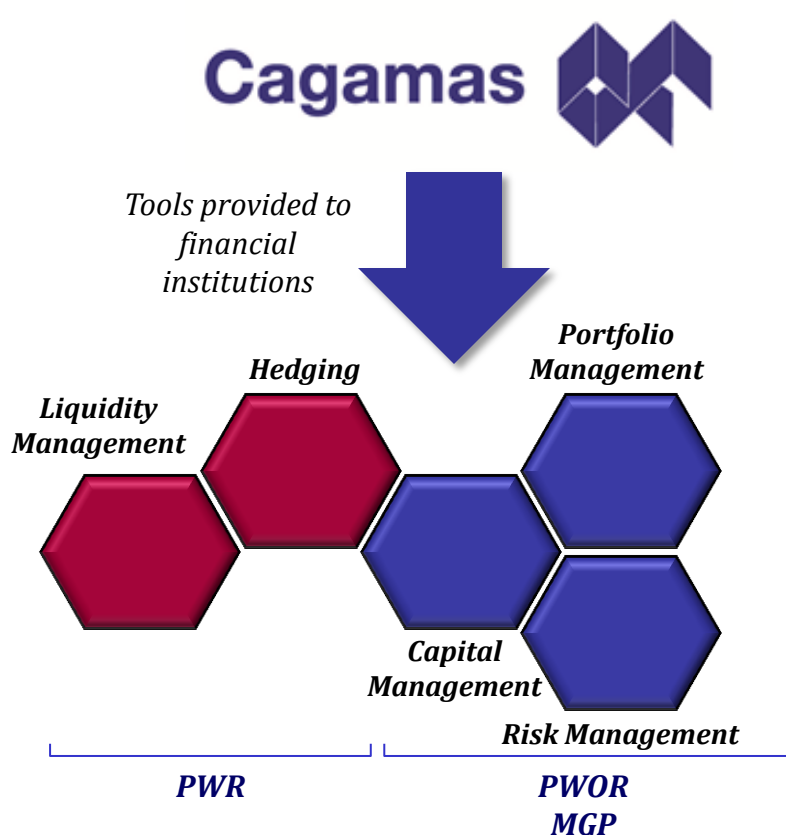 Cagamas
Tools provided to
financial
institutions
Portfolio
Management
Hedging
Liquidity
Management
Capital
Management
Risk Management
PWR
PWOR
MGP